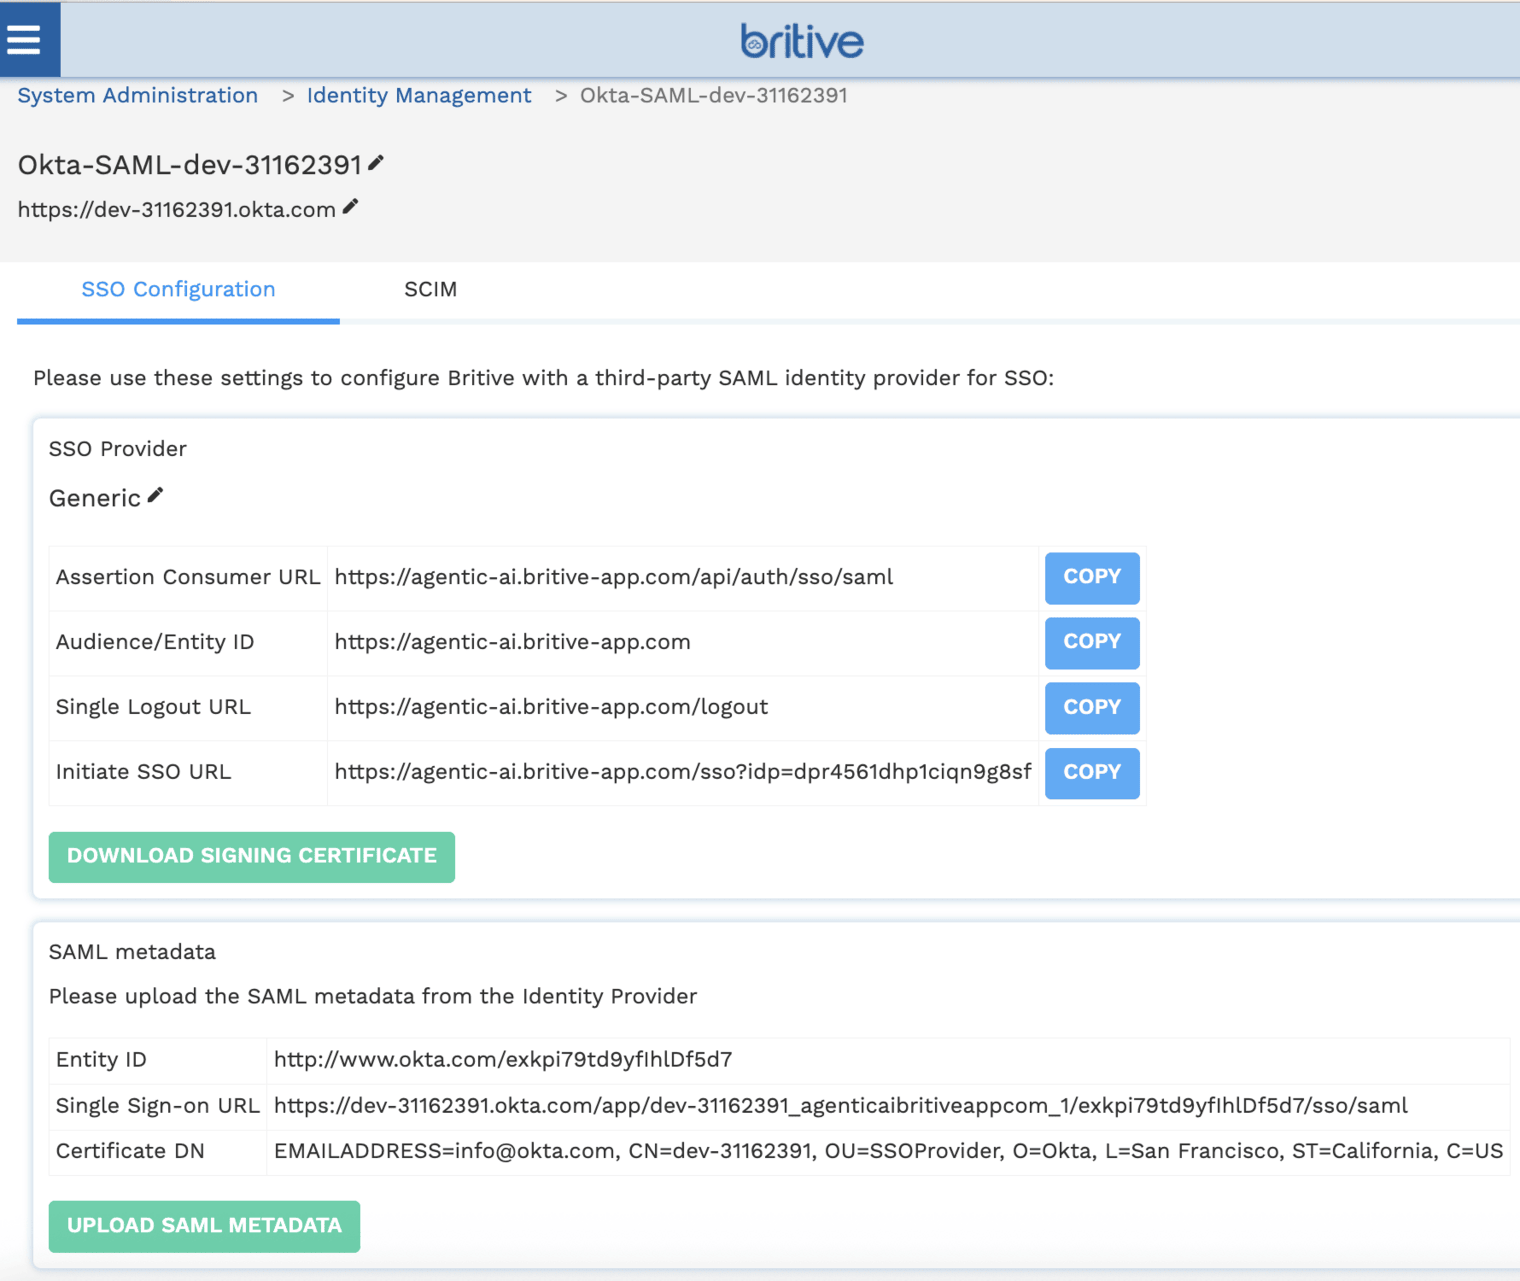 britive
System Administration > Identity Management > Okta-SAML-dev-31162391
Okta-SAML-dev-31162391
https://dev-31162391.okta.com
SSO Configuration SCIM
Please use these settings to configure Britive with a third-party SAML identity provider for SSO:
SSO Provider
Generic
Assertion Consumer URL https://agentic-ai.britive-app.com/api/auth/sso/saml COPY
Audience/Entity ID https://agentic-ai.britive-app.com COPY
Single Logout URL https://agentic-ai.britive-app.com/logout COPY
Initiate SSO URL https://agentic-ai.britive-app.com/sso?idp=dpr4561dhp1ciqn9g8sf COPY
DOWNLOAD SIGNING CERTIFICATE
SAML metadata
Please upload the SAML metadata from the Identity Provider
Entity ID http://www.okta.com/exkpi79td9yfIhlDf5d7
Single Sign-on URL https://dev-31162391.okta.com/app/dev-31162391_agenticaibritiveappcom_1/exkpi79td9yfIhlDf5d7/sso/saml
Certificate DN EMAILADDRESS=info@okta.com, CN=dev-31162391, OU=SSOProvider, O=Okta, L=San Francisco, ST=California, C=US
UPLOAD SAML METADATA